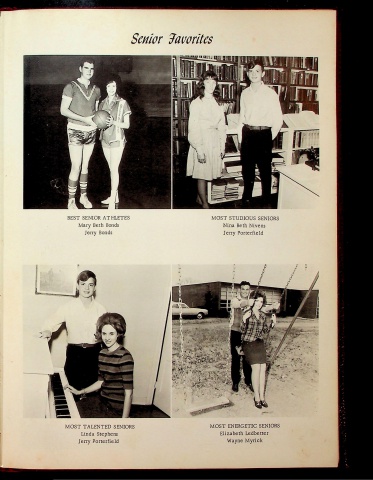 Senior Favorites
BEST SENIOR ATHLETES
Mary Beth Bonds
Jerry Bonds
MOST STUDIOUS SENIORS
Nina Beth Nivens
Jerry Porterfield
MOST TALENTED SENIORS
Linda Stephens
Jerry Porterfield
MOST ENERGETIC SENIORS
Elizabeth Ledbetter
Wayne Myrick